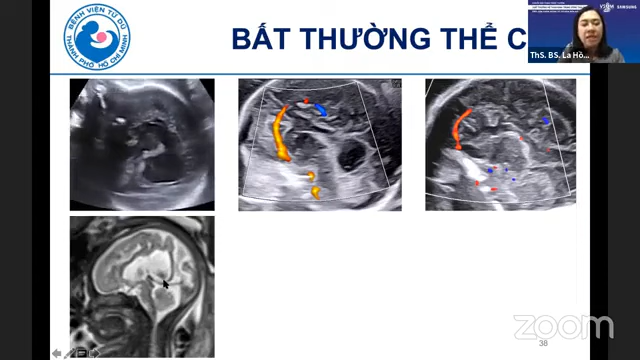 BỆNH VIỆN TỪ DŨ
THÀNH PHỐ HỒ CHÍ MINH
BẤT THƯỜNG THỂ C
SAMSUNG
ThS. BS. La Hồ...
zoom
38